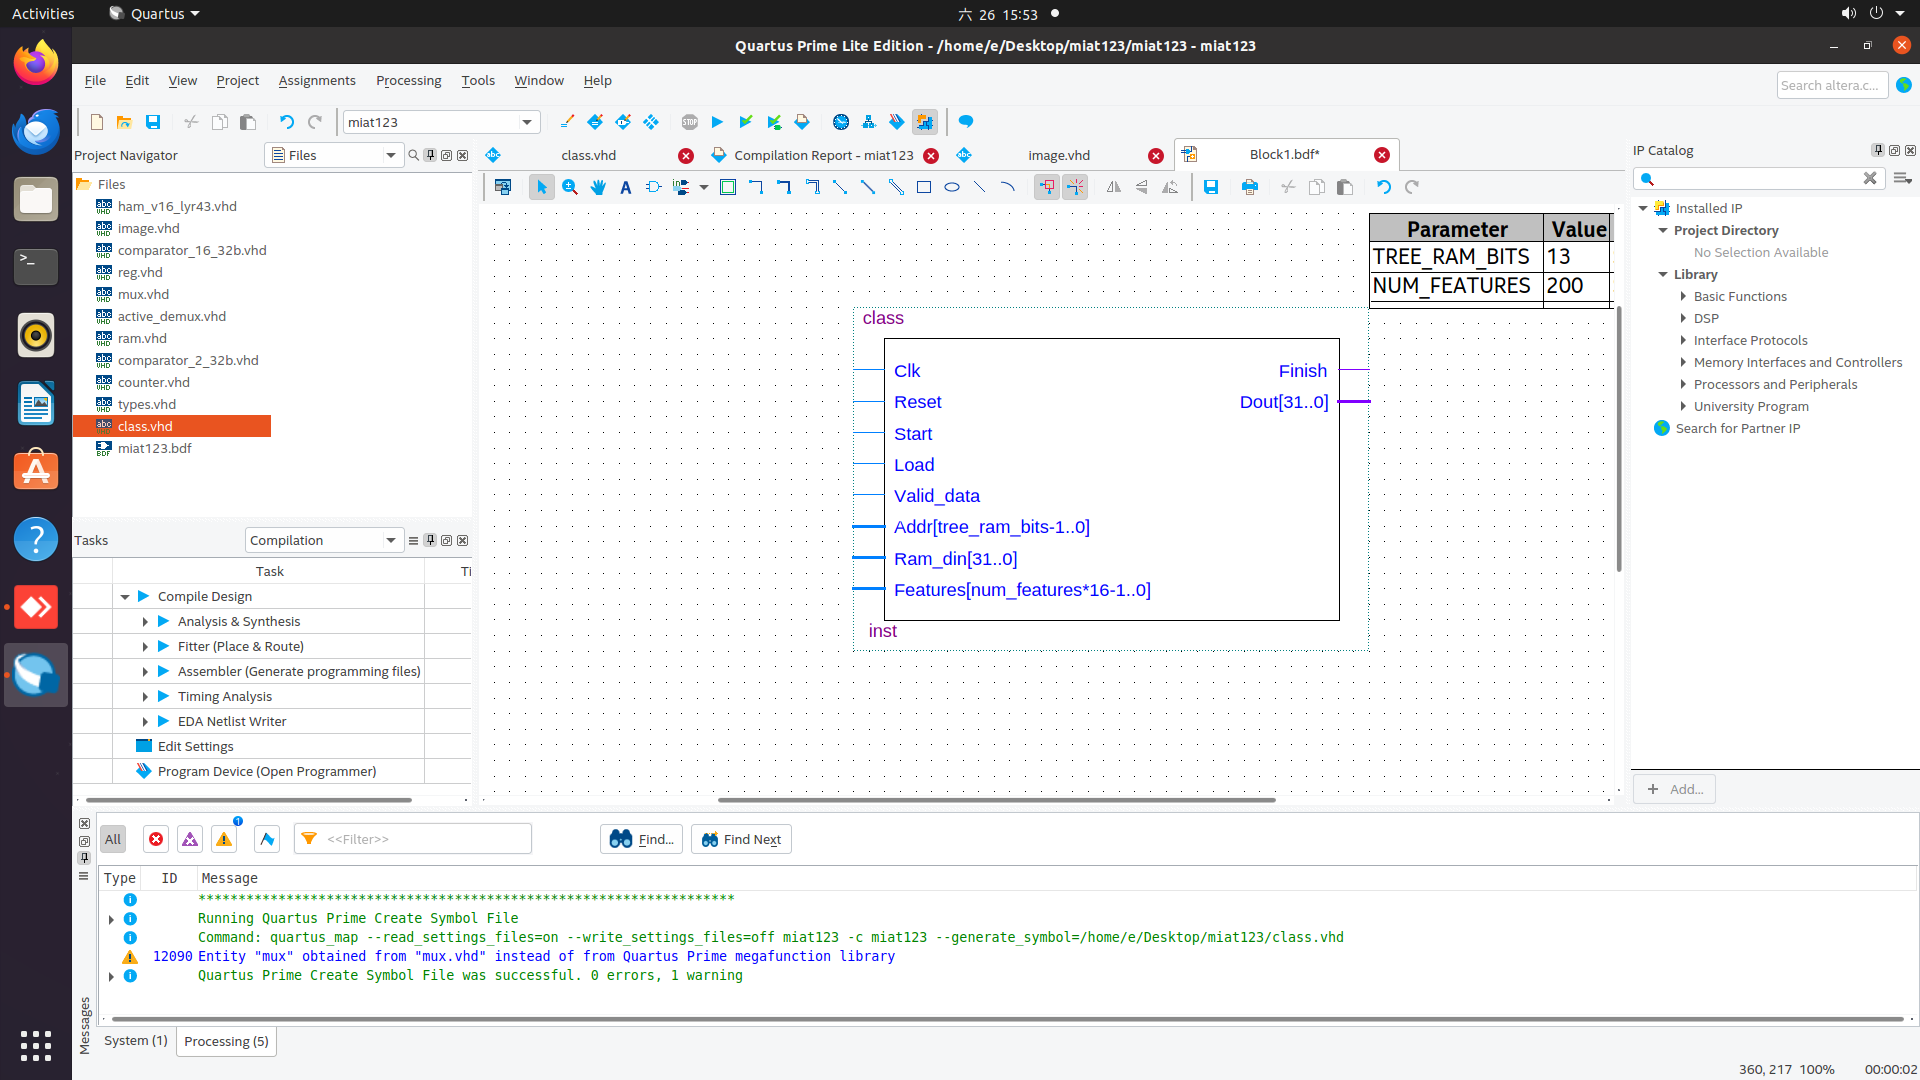 Activities
Quartus
六 26 15:53
Quartus Prime Lite Edition - /home/e/Desktop/miat123/miat123 - miat123
File Edit View Project Assignments Processing Tools Window Help
Search altera.c...
miat123
STOP
Project Navigator
Files
class.vhd
Compilation Report - miat123
image.vhd
Block1.bdf*
IP Catalog
Files
ham_v16_lyr43.vhd
image.vhd
comparator_16_32b.vhd
reg.vhd
mux.vhd
active_demux.vhd
ram.vhd
comparator_2_32b.vhd
counter.vhd
types.vhd
class.vhd
miat123.bdf
Parameter Value
TREE_RAM_BITS 13
NUM_FEATURES 200
class
Clk
Reset
Start
Load
Valid_data
Addr[tree_ram_bits-1..0]
Ram_din[31..0]
Features[num_features*16-1..0]
Finish
Dout[31..0]
inst
Installed IP
Project Directory
No Selection Available
Library
Basic Functions
DSP
Interface Protocols
Memory Interfaces and Controllers
Processors and Peripherals
University Program
Search for Partner IP
+ Add...
Tasks
Compilation
Task Ti
Compile Design
Analysis & Synthesis
Fitter (Place & Route)
Assembler (Generate programming files)
Timing Analysis
EDA Netlist Writer
Edit Settings
Program Device (Open Programmer)
All
1
<<Filter>>
Find...
Find Next
Type ID Message
*******************************************************************
Running Quartus Prime Create Symbol File
Command: quartus_map --read_settings_files=on --write_settings_files=off miat123 -c miat123 --generate_symbol=/home/e/Desktop/miat123/class.vhd
12090 Entity "mux" obtained from "mux.vhd" instead of from Quartus Prime megafunction library
Quartus Prime Create Symbol File was successful. 0 errors, 1 warning
Messages
System (1)
Processing (5)
360, 217 100% 00:00:02